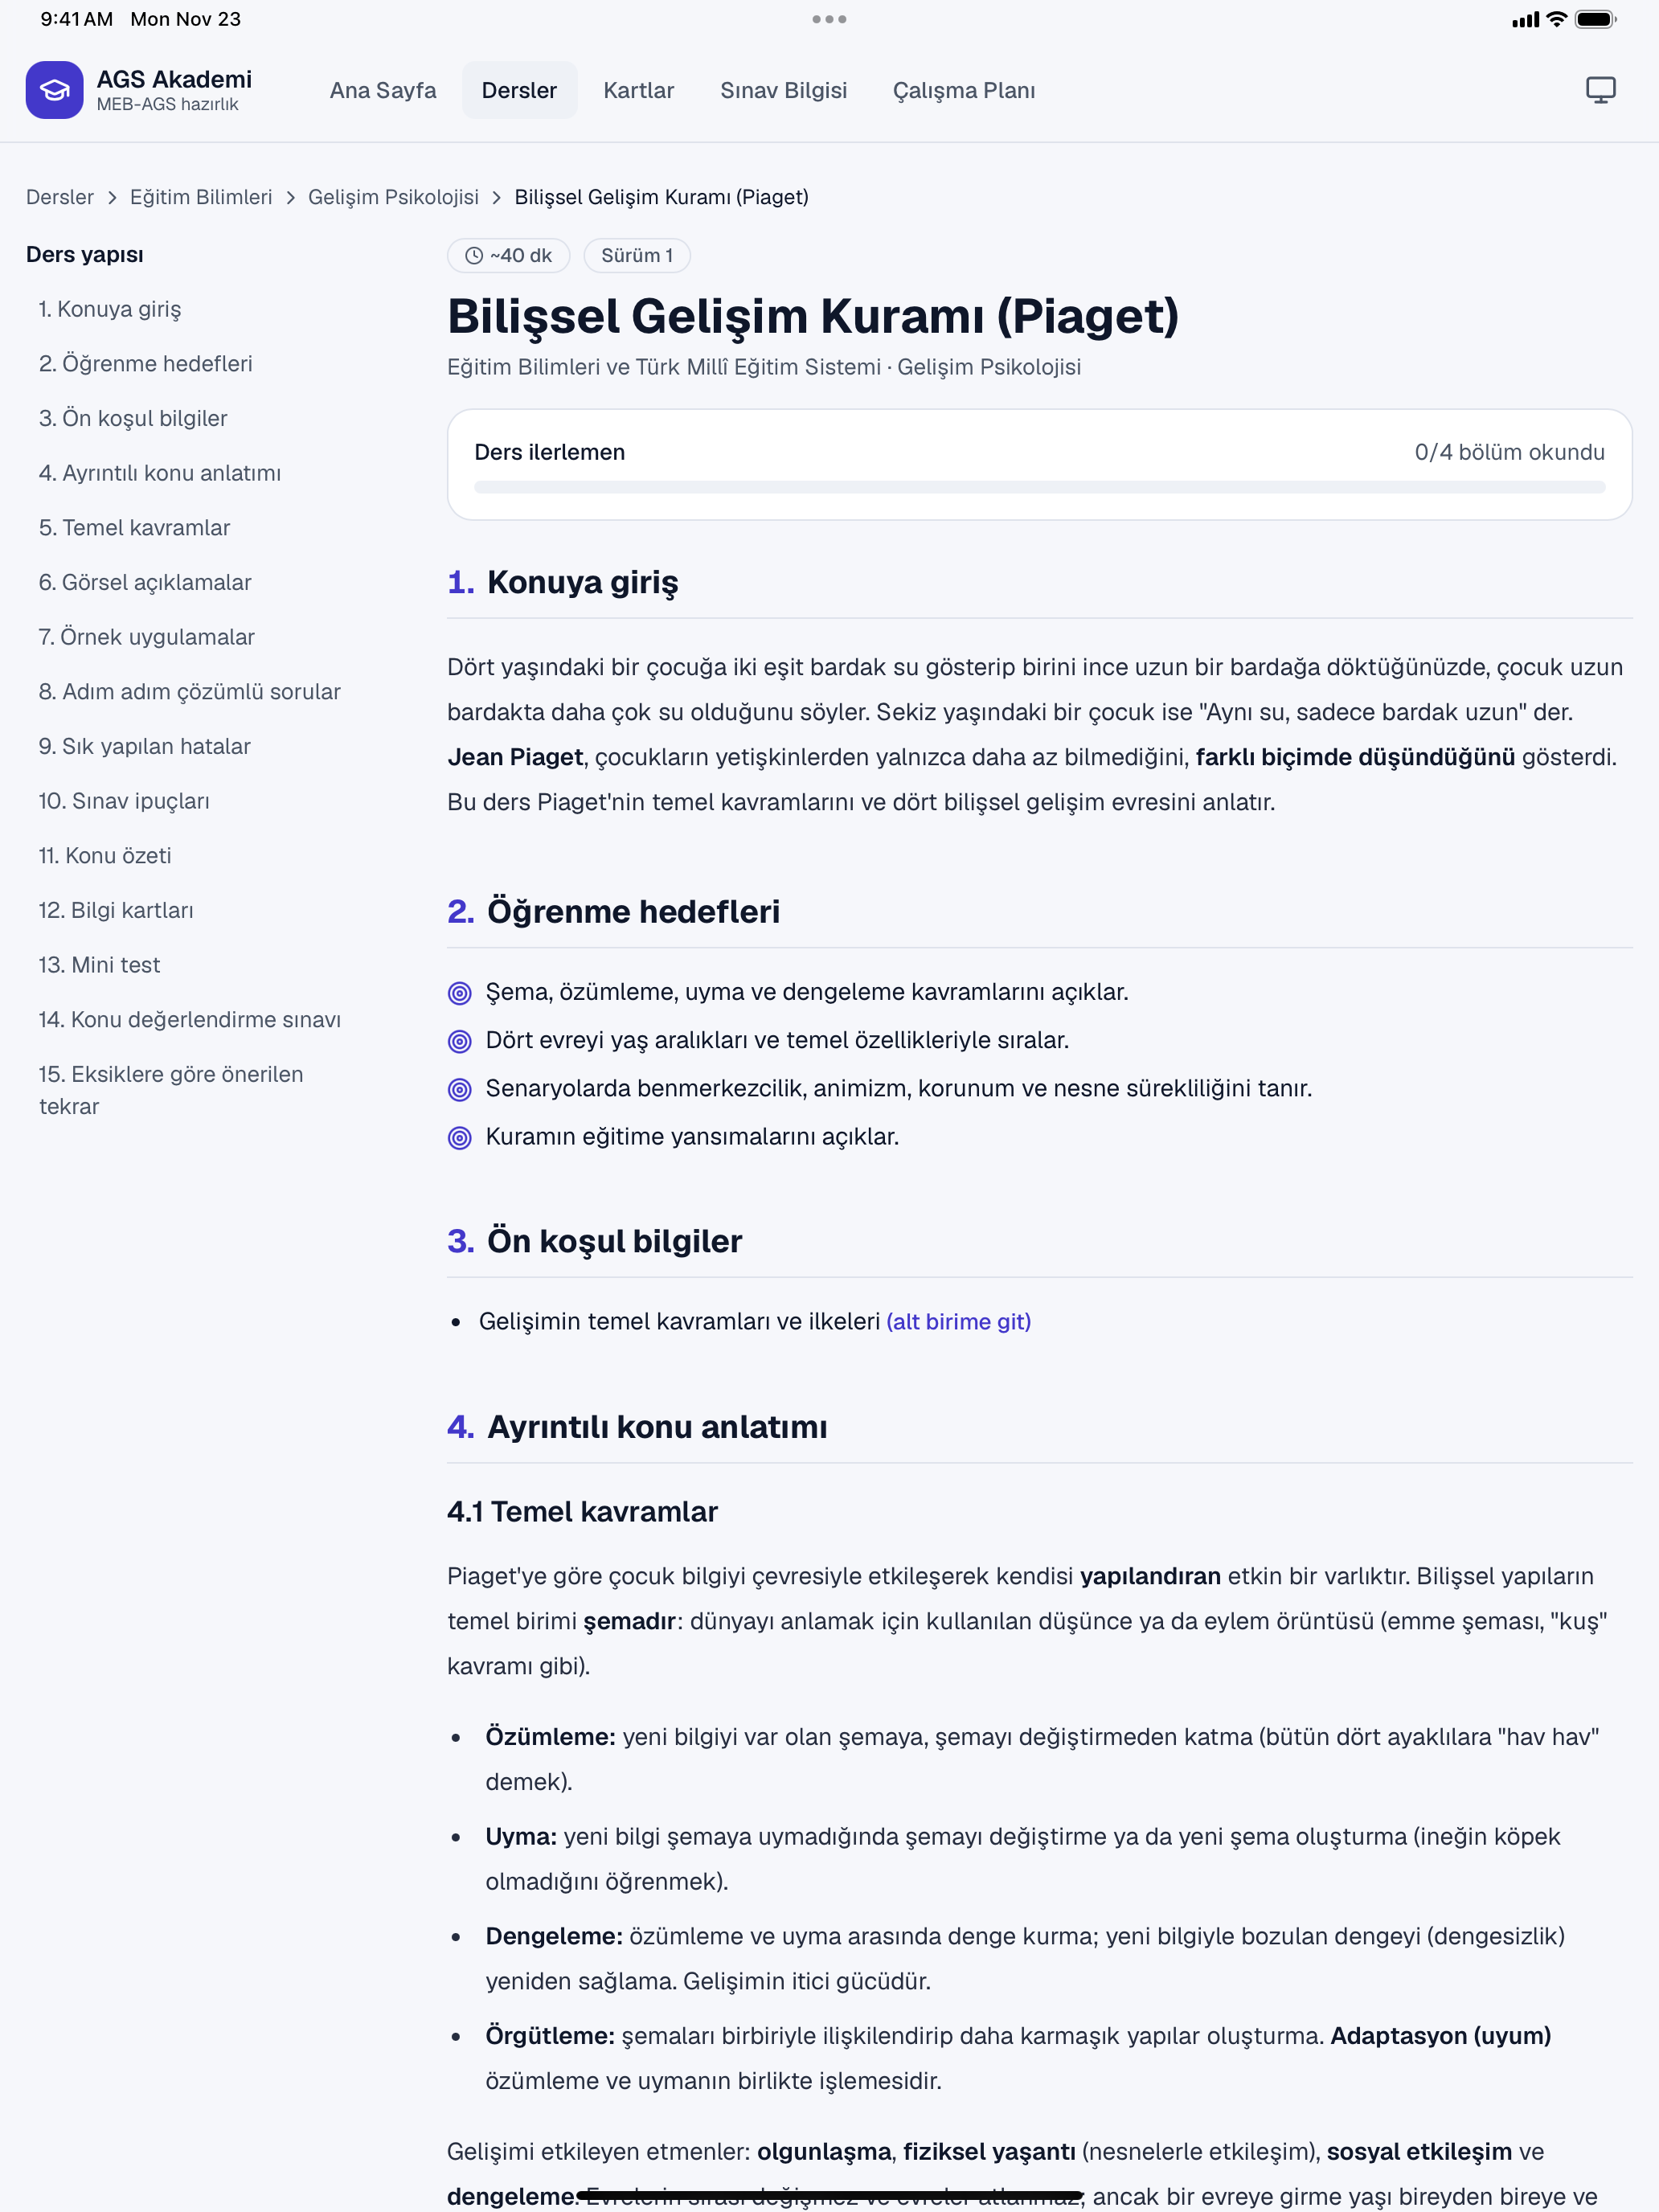 9:41 AM Mon Nov 23
AGS Akademi
MEB-AGS hazırlık
Ana Sayfa
Dersler
Kartlar
Sınav Bilgisi
Çalışma Planı
Dersler > Eğitim Bilimleri > Gelişim Psikolojisi > Bilişsel Gelişim Kuramı (Piaget)
Ders yapısı
1. Konuya giriş
2. Öğrenme hedefleri
3. Ön koşul bilgiler
4. Ayrıntılı konu anlatımı
5. Temel kavramlar
6. Görsel açıklamalar
7. Örnek uygulamalar
8. Adım adım çözümlü sorular
9. Sık yapılan hatalar
10. Sınav ipuçları
11. Konu özeti
12. Bilgi kartları
13. Mini test
14. Konu değerlendirme sınavı
15. Eksiklere göre önerilen
tekrar
~40 dk
Sürüm 1
Bilişsel Gelişim Kuramı (Piaget)
Eğitim Bilimleri ve Türk Millî Eğitim Sistemi · Gelişim Psikolojisi
Ders ilerlemen
0/4 bölüm okundu
1. Konuya giriş
Dört yaşındaki bir çocuğa iki eşit bardak su gösterip birini ince uzun bir bardağa döktüğünüzde, çocuk uzun
bardakta daha çok su olduğunu söyler. Sekiz yaşındaki bir çocuk ise "Aynı su, sadece bardak uzun" der.
Jean Piaget, çocukların yetişkinlerden yalnızca daha az bilmediğini, farklı biçimde düşündüğünü gösterdi.
Bu ders Piaget'nin temel kavramlarını ve dört bilişsel gelişim evresini anlatır.
2. Öğrenme hedefleri
Şema, özümleme, uyma ve dengeleme kavramlarını açıklar.
Dört evreyi yaş aralıkları ve temel özellikleriyle sıralar.
Senaryolarda benmerkezcilik, animizm, korunum ve nesne sürekliliğini tanır.
Kuramın eğitime yansımalarını açıklar.
3. Ön koşul bilgiler
• Gelişimin temel kavramları ve ilkeleri (alt birime git)
4. Ayrıntılı konu anlatımı
4.1 Temel kavramlar
Piaget'ye göre çocuk bilgiyi çevresiyle etkileşerek kendisi yapılandıran etkin bir varlıktır. Bilişsel yapıların
temel birimi şemadır: dünyayı anlamak için kullanılan düşünce ya da eylem örüntüsü (emme şeması, "kuş"
kavramı gibi).
• Özümleme: yeni bilgiyi var olan şemaya, şemayı değiştirmeden katma (bütün dört ayaklılara "hav hav"
demek).
• Uyma: yeni bilgi şemaya uymadığında şemayı değiştirme ya da yeni şema oluşturma (ineğin köpek
olmadığını öğrenmek).
• Dengeleme: özümleme ve uyma arasında denge kurma; yeni bilgiyle bozulan dengeyi (dengesizlik)
yeniden sağlama. Gelişimin itici gücüdür.
• Örgütleme: şemaları birbiriyle ilişkilendirip daha karmaşık yapılar oluşturma. Adaptasyon (uyum)
özümleme ve uymanın birlikte işlemesidir.
Gelişimi etkileyen etmenler: olgunlaşma, fiziksel yaşantı (nesnelerle etkileşim), sosyal etkileşim ve
dengeleme. Evrelerin sırası değişmez ve evreler atlanmaz; ancak bir evreye girme yaşı bireyden bireye ve